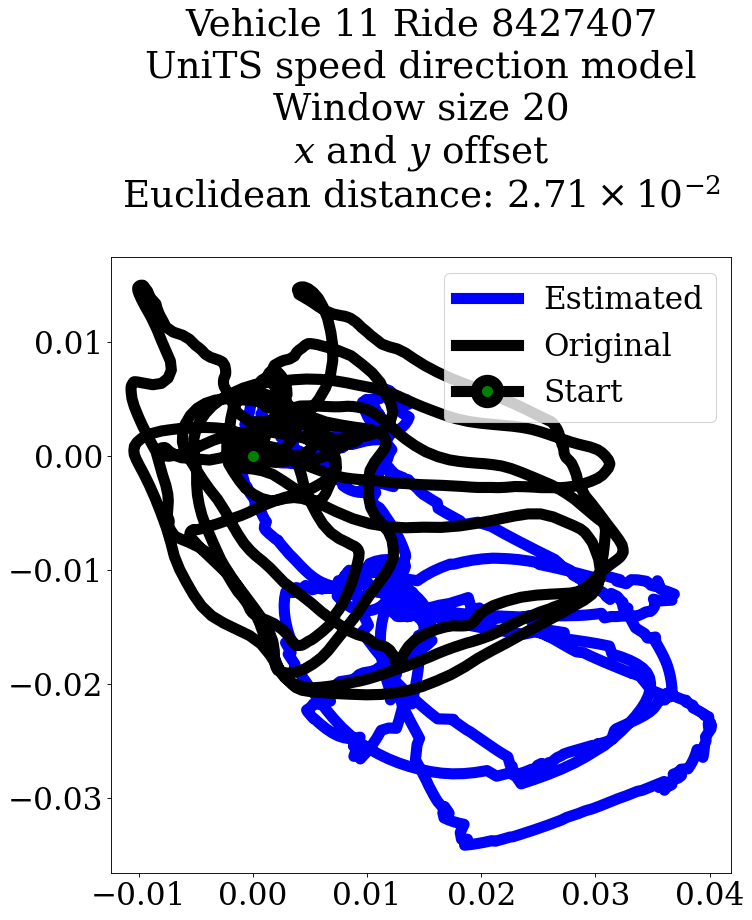 Vehicle 11 Ride 8427407
UniTS speed direction model
Window size 20
x and y offset
Euclidean distance: 2.71 × 10⁻²
Estimated
Original
Start
0.01
0.00
−0.01
−0.02
−0.03
−0.01 0.00 0.01 0.02 0.03 0.04